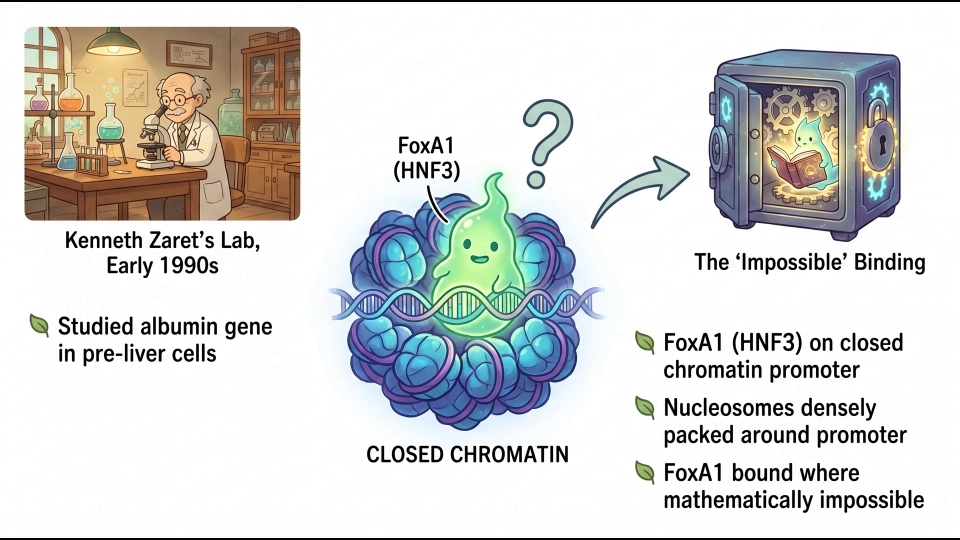 Kenneth Zaret's Lab,
Early 1990s
Studied albumin gene
in pre-liver cells
FoxA1
(HNF3)
?
CLOSED CHROMATIN
The 'Impossible' Binding
FoxA1 (HNF3) on closed
chromatin promoter
Nucleosomes densely
packed around promoter
FoxA1 bound where
mathematically impossible